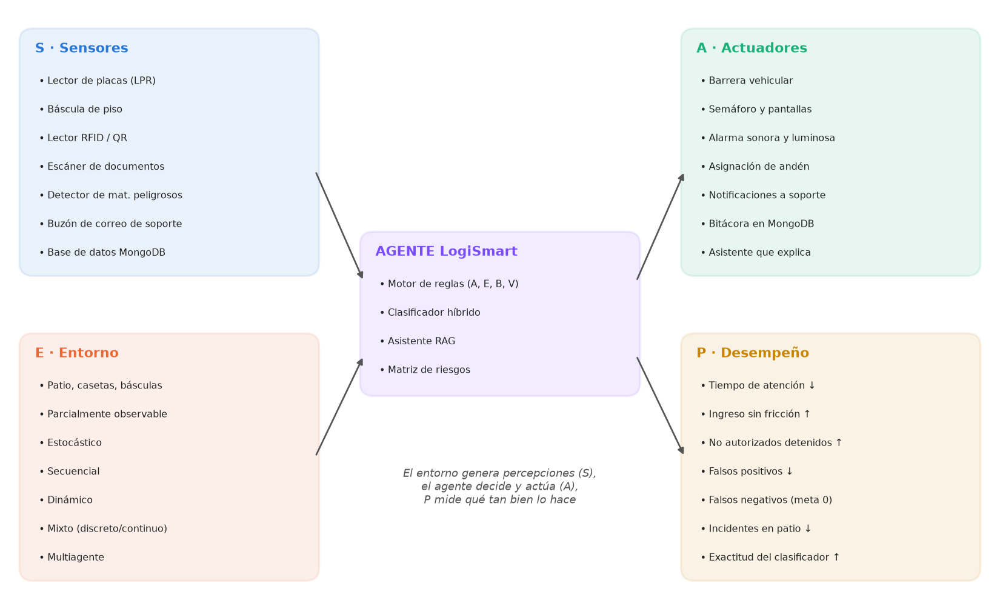 S · Sensores
• Lector de placas (LPR)
• Báscula de piso
• Lector RFID / QR
• Escáner de documentos
• Detector de mat. peligrosos
• Buzón de correo de soporte
• Base de datos MongoDB
A · Actuadores
• Barrera vehicular
• Semáforo y pantallas
• Alarma sonora y luminosa
• Asignación de andén
• Notificaciones a soporte
• Bitácora en MongoDB
• Asistente que explica
AGENTE LogiSmart
• Motor de reglas (A, E, B, V)
• Clasificador híbrido
• Asistente RAG
• Matriz de riesgos
E · Entorno
• Patio, casetas, básculas
• Parcialmente observable
• Estocástico
• Secuencial
• Dinámico
• Mixto (discreto/continuo)
• Multiagente
P · Desempeño
• Tiempo de atención ↓
• Ingreso sin fricción ↑
• No autorizados detenidos ↑
• Falsos positivos ↓
• Falsos negativos (meta 0)
• Incidentes en patio ↓
• Exactitud del clasificador ↑
El entorno genera percepciones (S),
el agente decide y actúa (A),
P mide qué tan bien lo hace